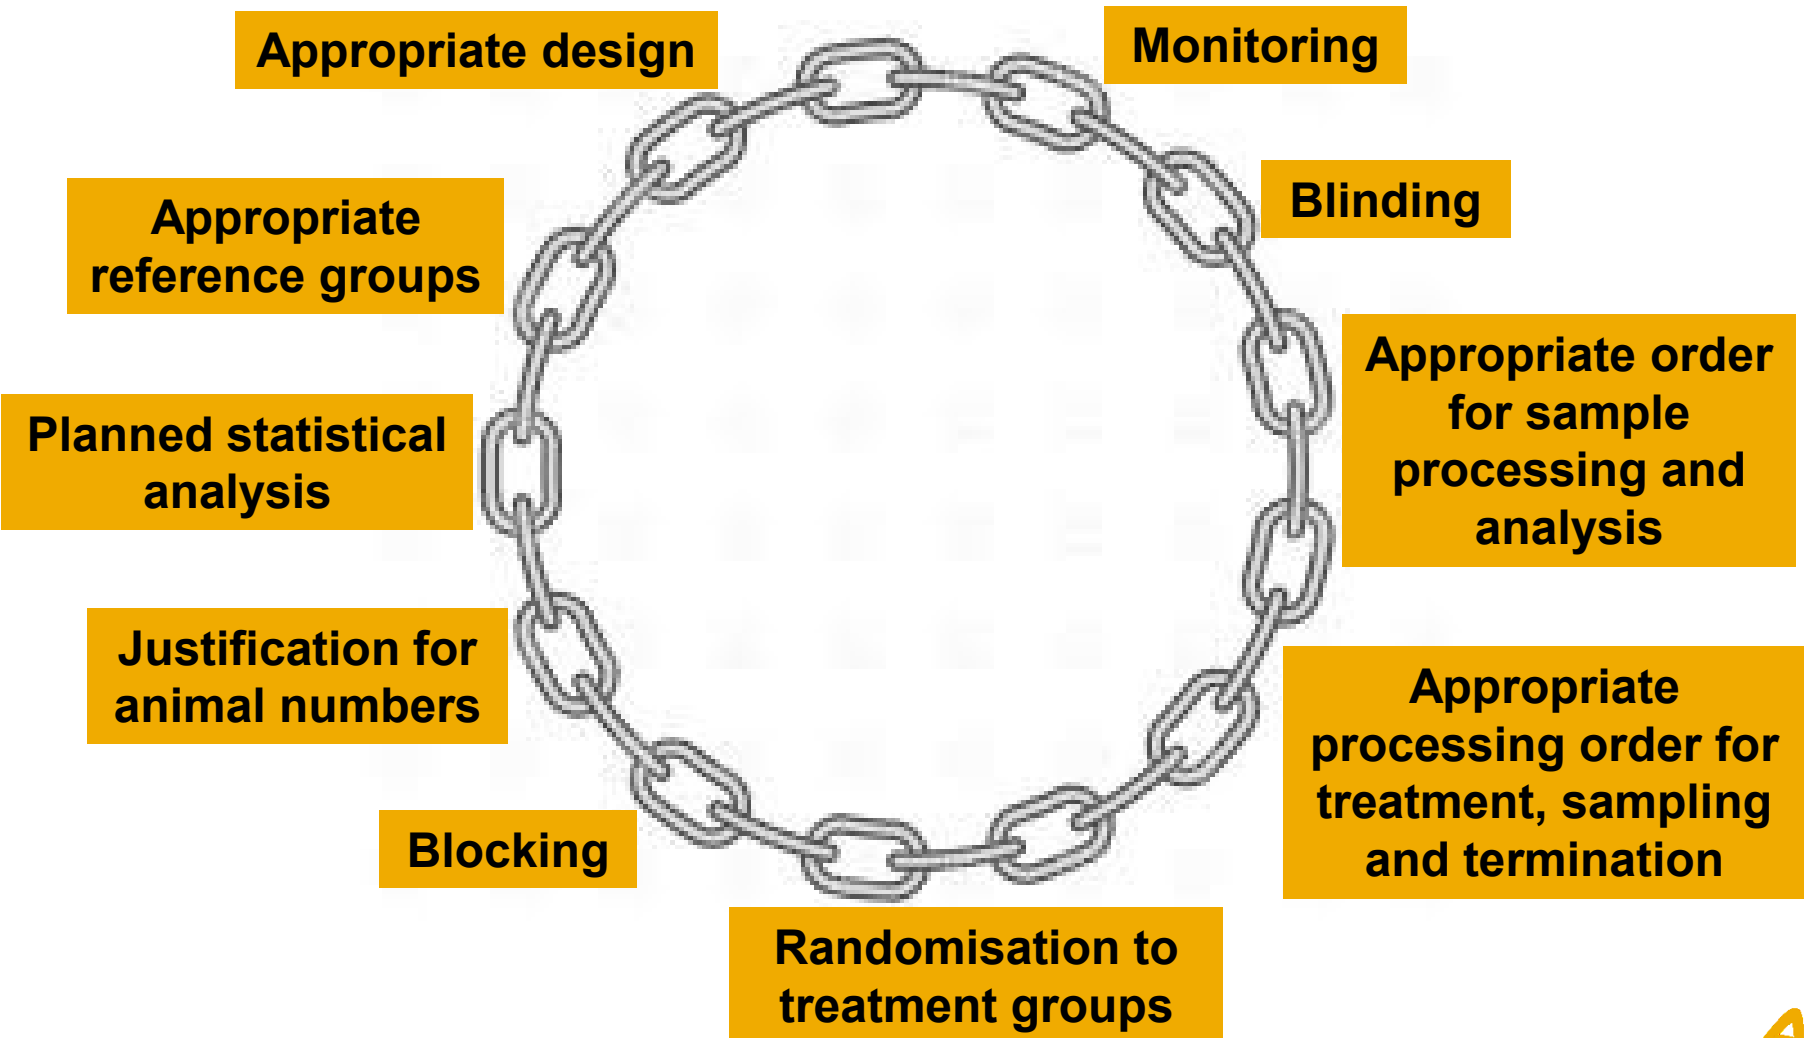 Appropriate design
Monitoring
Appropriate
reference groups
Blinding
Planned statistical
analysis
Appropriate order
for sample
processing and
analysis
Justification for
animal numbers
Appropriate
processing order for
treatment, sampling
and termination
Blocking
Randomisation to
treatment groups